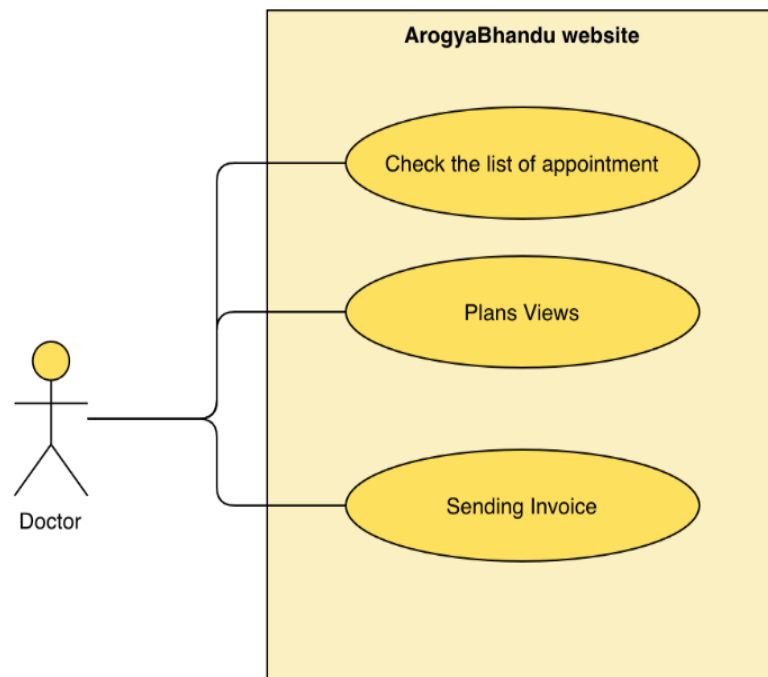 ArogyaBhandu website
Check the list of appointment
Plans Views
Sending Invoice
Doctor